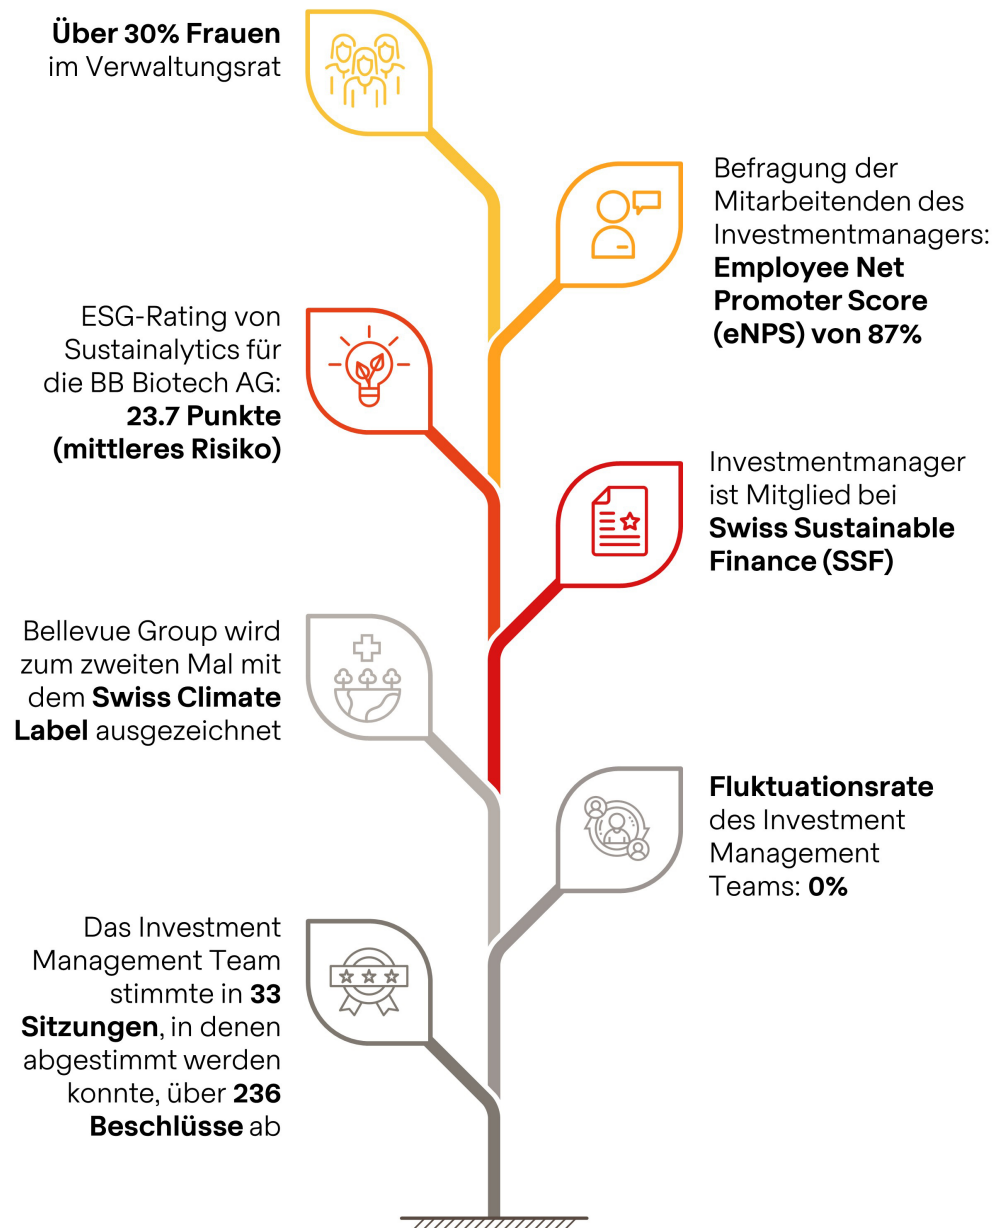 Über 30% Frauen
im Verwaltungsrat
Befragung der
Mitarbeitenden des
Investmentmanagers:
Employee Net
Promoter Score
(eNPS) von 87%
ESG-Rating von
Sustainalytics für
die BB Biotech AG:
23.7 Punkte
(mittleres Risiko)
Investmentmanager
ist Mitglied bei
Swiss Sustainable
Finance (SSF)
Bellevue Group wird
zum zweiten Mal mit
dem Swiss Climate
Label ausgezeichnet
Fluktuationsrate
des Investment
Management
Teams: 0%
Das Investment
Management Team
stimmte in 33
Sitzungen, in denen
abgestimmt werden
konnte, über 236
Beschlüsse ab